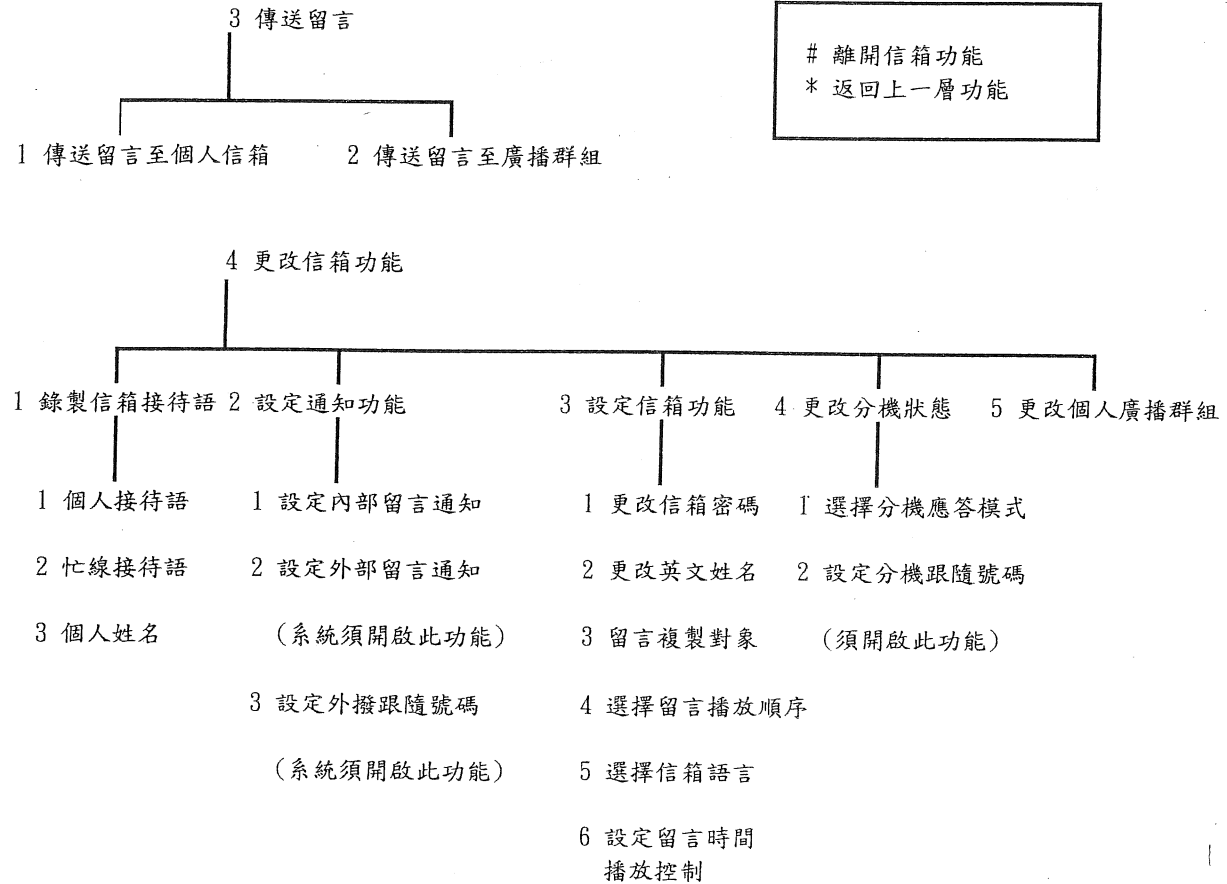 3 傳送留言
# 離開信箱功能
* 返回上一層功能
1 傳送留言至個人信箱
2 傳送留言至廣播群組
4 更改信箱功能
1 錄製信箱接待語
2 設定通知功能
3 設定信箱功能
4 更改分機狀態
5 更改個人廣播群組
1 個人接待語
2 忙線接待語
3 個人姓名
1 設定內部留言通知
2 設定外部留言通知
(系統須開啟此功能)
3 設定外撥跟隨號碼
(系統須開啟此功能)
1 更改信箱密碼
2 更改英文姓名
3 留言複製對象
4 選擇留言播放順序
5 選擇信箱語言
6 設定留言時間
播放控制
1 選擇分機應答模式
2 設定分機跟隨號碼
(須開啟此功能)